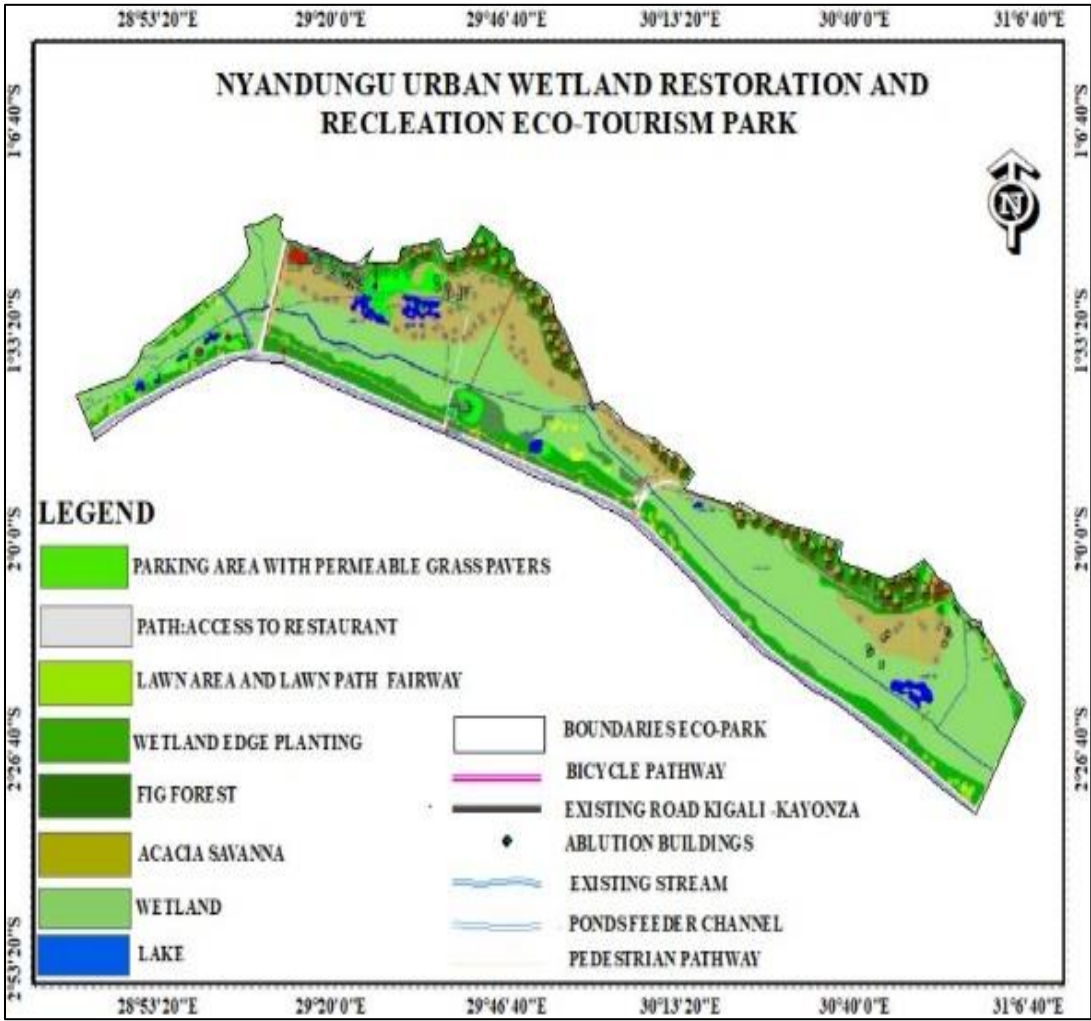 28°53'20"E 29°20'0"E 29°46'40"E 30°13'20"E 30°40'0"E 31°6'40"E
NYANDUNGU URBAN WETLAND RESTORATION AND
RECLEATION ECO-TOURISM PARK
1°6'40"S
1°6'40"S
N
1°33'20"S
1°33'20"S
2°0'0"S
2°0'0"S
2°26'40"S
2°26'40"S
2°53'20"S
2°53'20"S
LEGEND
PARKING AREA WITH PERMEABLE GRASS PAVERS
PATH:ACCESS TO RESTAURANT
LAWN AREA AND LAWN PATH FAIRWAY
WETLAND EDGE PLANTING
FIG FOREST
ACACIA SAVANNA
WETLAND
LAKE
BOUNDARIES ECO-PARK
BICYCLE PATHWAY
EXISTING ROAD KIGALI -KAYONZA
ABLUTION BUILDINGS
EXISTING STREAM
PONDS FEEDER CHANNEL
PEDESTRIAN PATHWAY
28°53'20"E 29°20'0"E 29°46'40"E 30°13'20"E 30°40'0"E 31°6'40"E